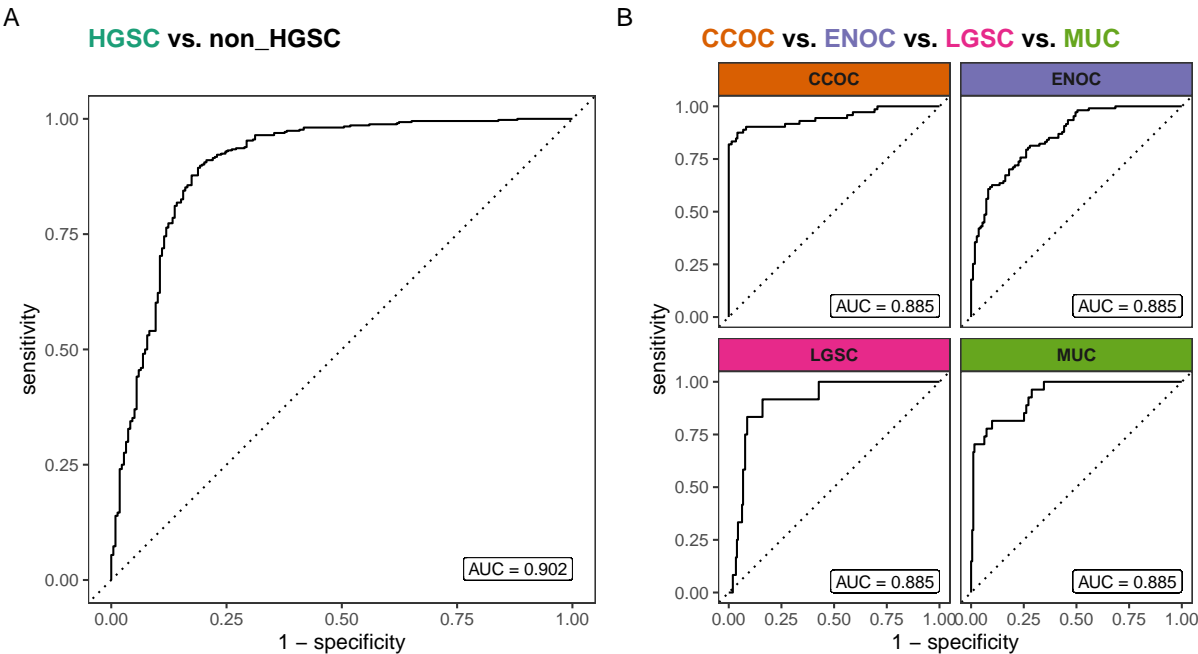 A
HGSC vs. non_HGSC
1.00
0.75
0.50
0.25
0.00
sensitivity
AUC = 0.902
0.00 0.25 0.50 0.75 1.00
1 − specificity
B
CCOC vs. ENOC vs. LGSC vs. MUC
CCOC
ENOC
1.00
0.75
0.50
0.25
0.00
AUC = 0.885
AUC = 0.885
sensitivity
LGSC
MUC
1.00
0.75
0.50
0.25
0.00
AUC = 0.885
AUC = 0.885
0.00 0.25 0.50 0.75 1.00 0.00 0.25 0.50 0.75 1.00
1 − specificity